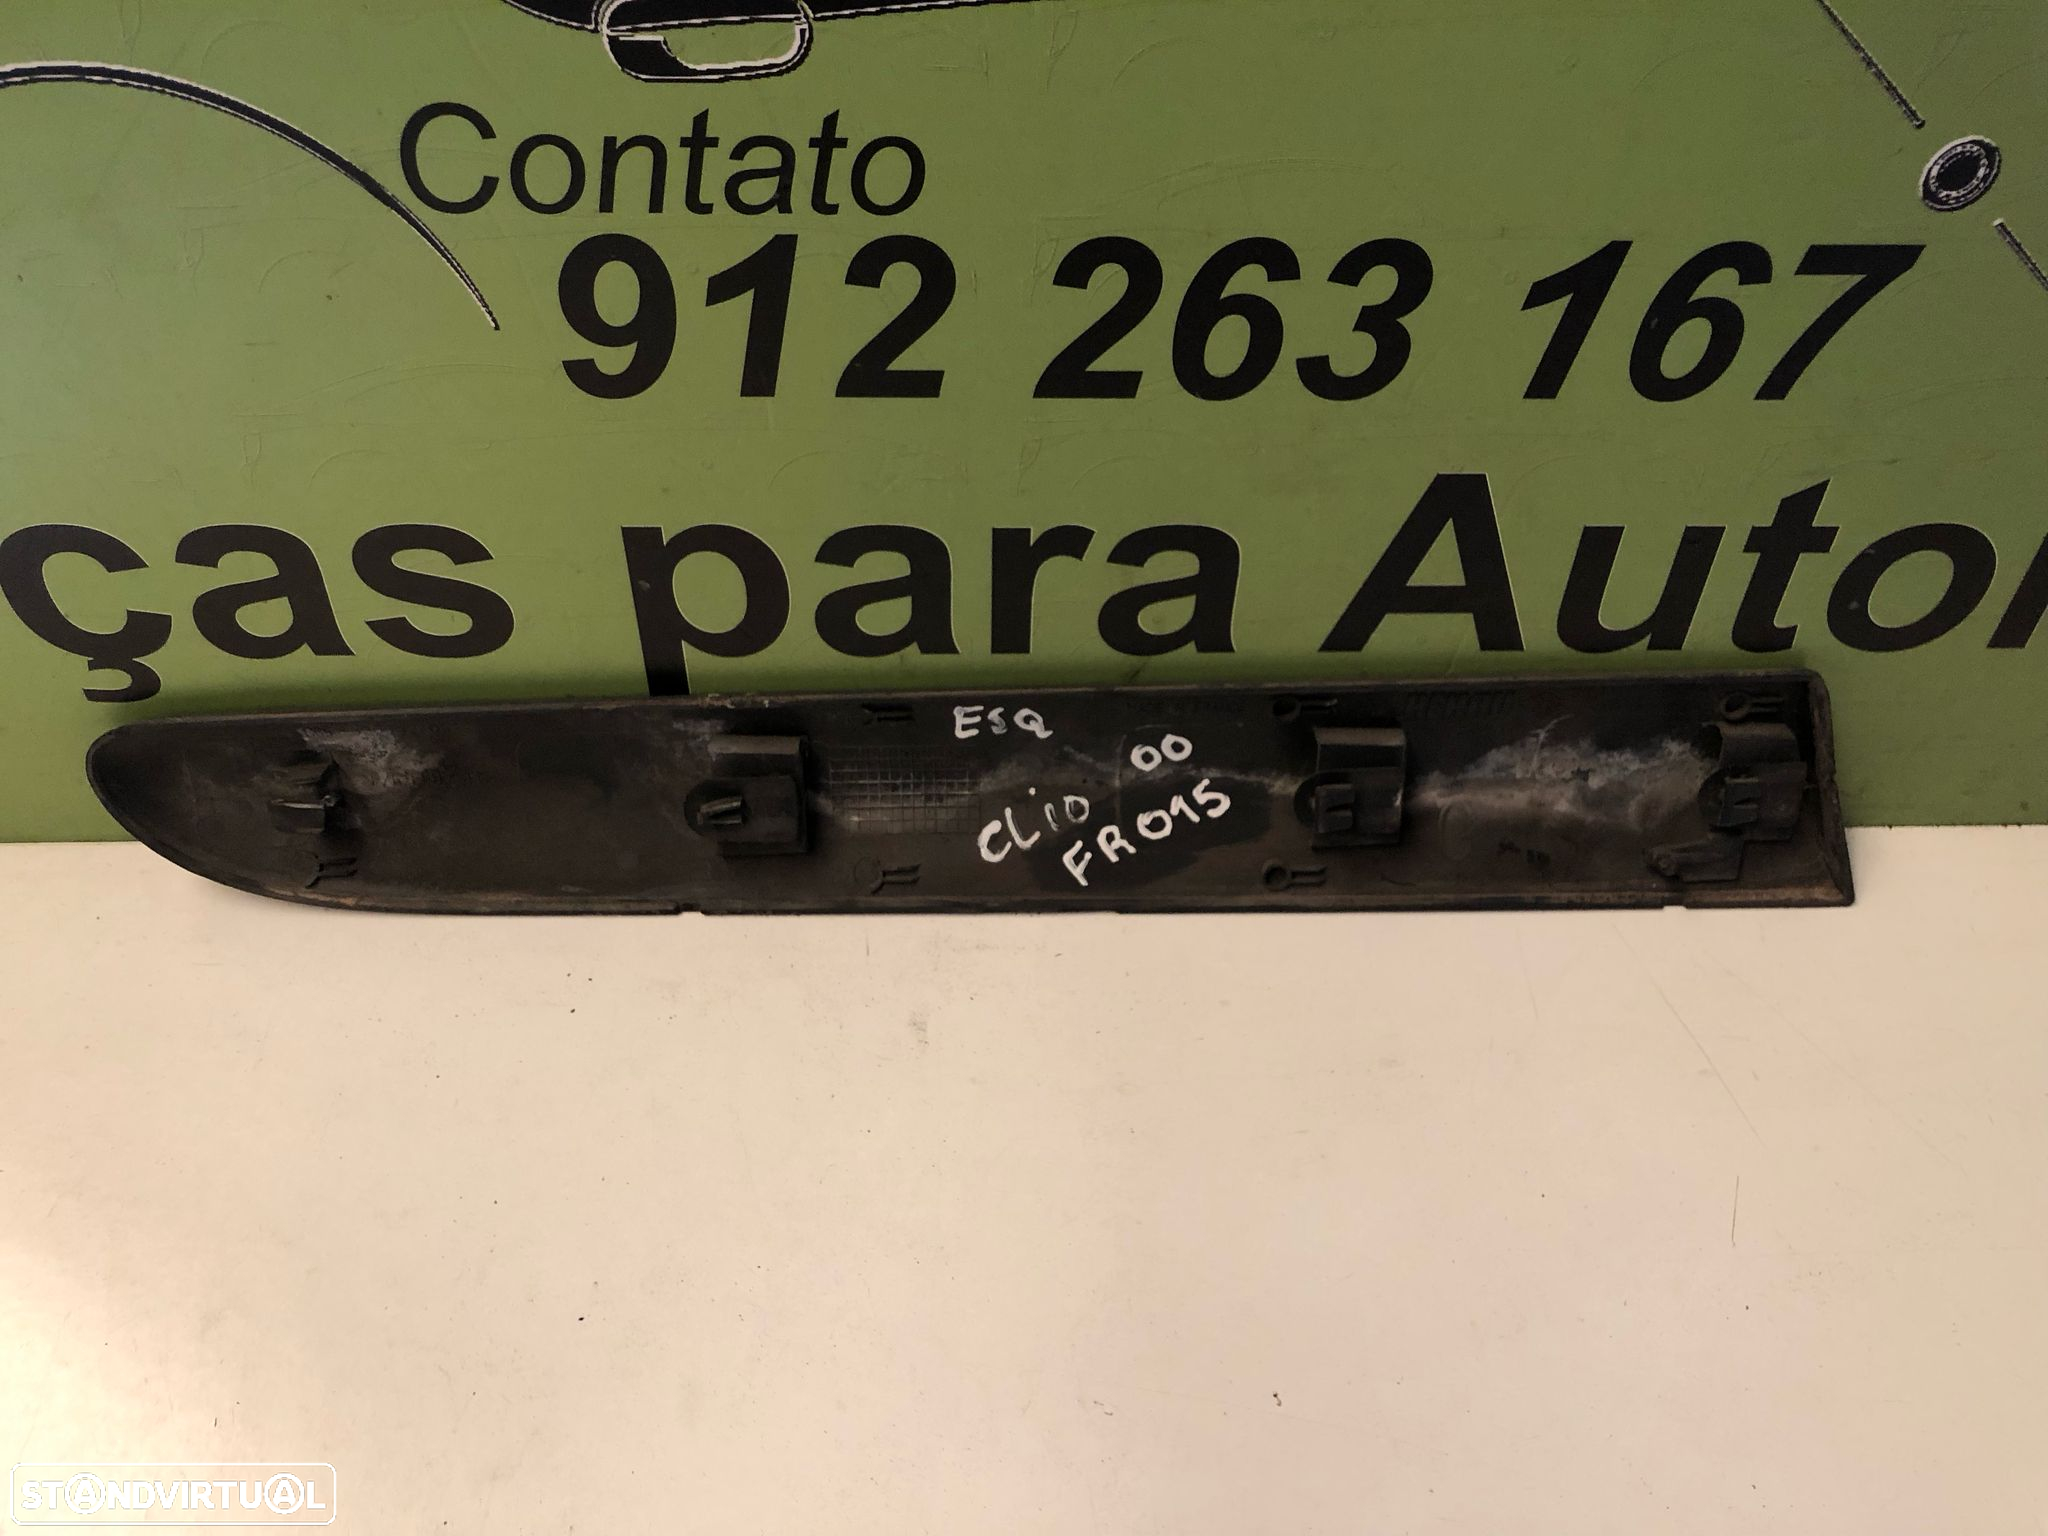 Contato
912 263 167
ças para Auto
ESQ
00
CLio
FR015
STANDVIRTUAL